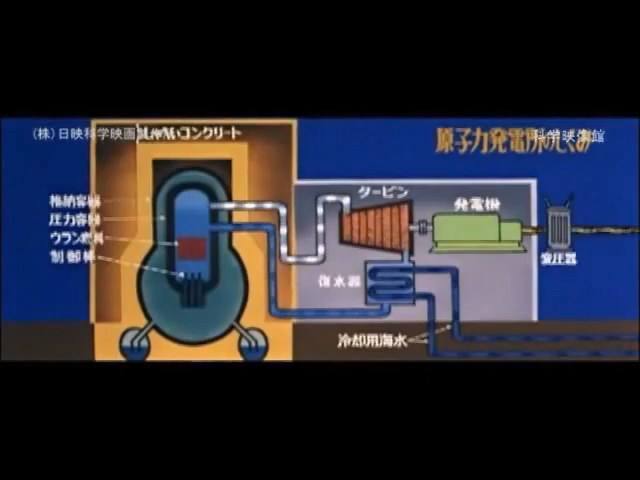 (株)日映科学映画
しゃへいコンクリート
原子力発電所のしくみ
科学映像館
格納容器
圧力容器
ウラン燃料
制御棒
タービン
発電機
変圧器
復水器
冷却用海水